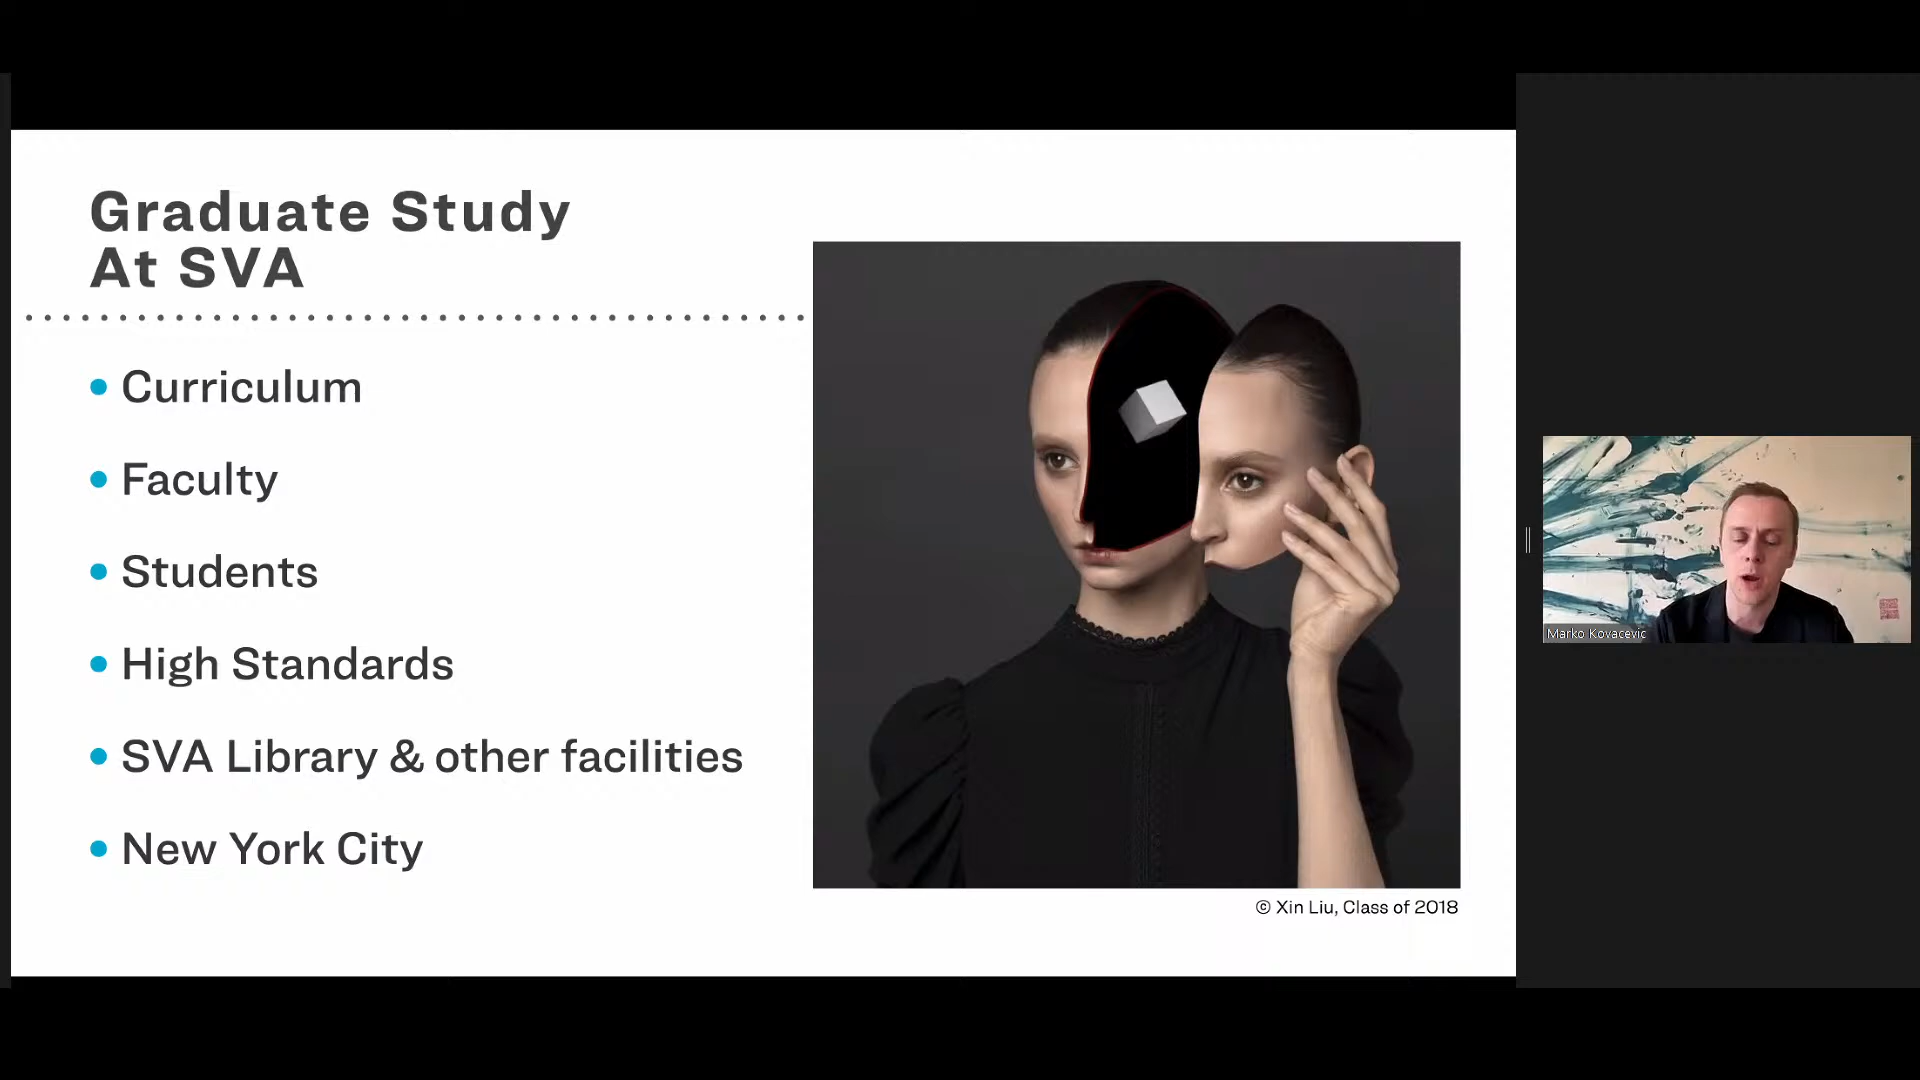 Graduate Study
At SVA
• Curriculum
• Faculty
• Students
• High Standards
• SVA Library & other facilities
• New York City
© Xin Liu, Class of 2018
Marko Kovacevic